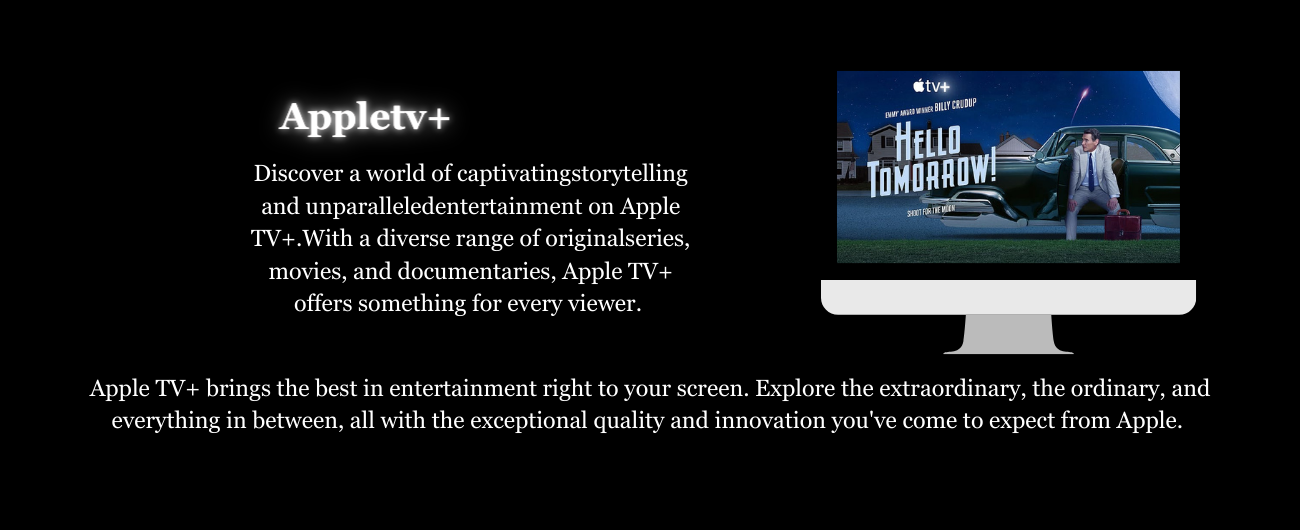 Appletv+
Discover a world of captivatingstorytelling
and unparalleledentertainment on Apple
TV+.With a diverse range of originalseries,
movies, and documentaries, Apple TV+
offers something for every viewer.
tv+
EMMY AWARD WINNER BILLY CRUDUP
HELLO
TOMORROW!
SHOOT FOR THE MOON
Apple TV+ brings the best in entertainment right to your screen. Explore the extraordinary, the ordinary, and
everything in between, all with the exceptional quality and innovation you've come to expect from Apple.